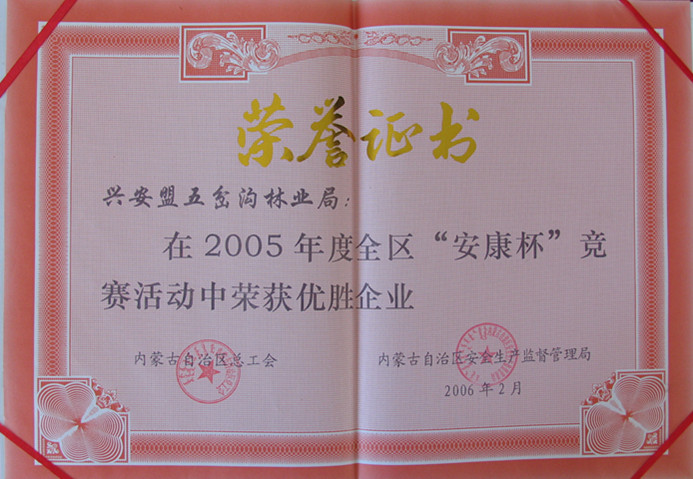 荣誉证书
兴安盟五岔沟林业局：
在2005年度全区“安康杯”竞
赛活动中荣获优胜企业
内蒙古自治区总工会
内蒙古自治区安全生产监督管理局
2006年2月